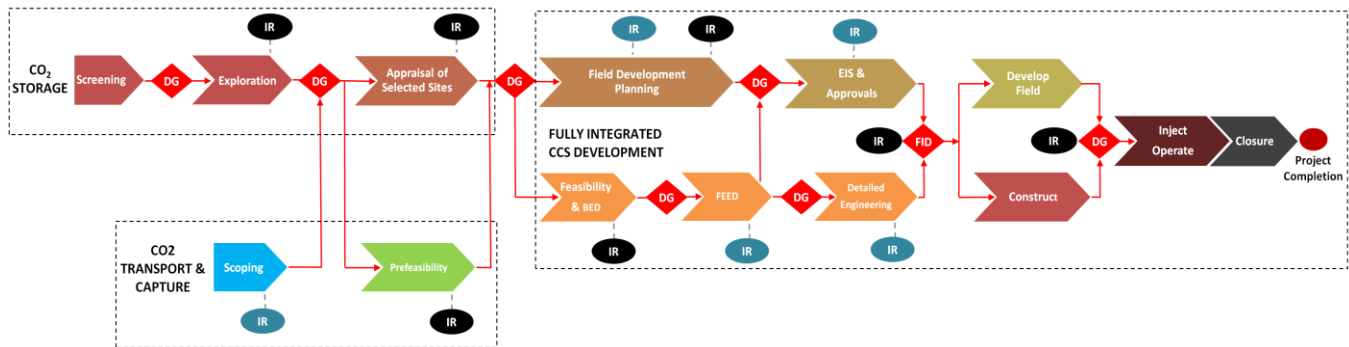 IR
IR
IR
IR
IR
CO2
STORAGE
Screening
DG
Exploration
DG
Appraisal of
Selected Sites
DG
Field Development
Planning
DG
EIS &
Approvals
Develop
Field
FULLY INTEGRATED
CCS DEVELOPMENT
IR
FID
IR
DG
Inject
Operate
Closure
Project
Completion
Feasibility
& BED
DG
FEED
DG
Detailed
Engineering
Construct
IR
IR
IR
CO2
TRANSPORT &
CAPTURE
Scoping
Prefeasibility
IR
IR